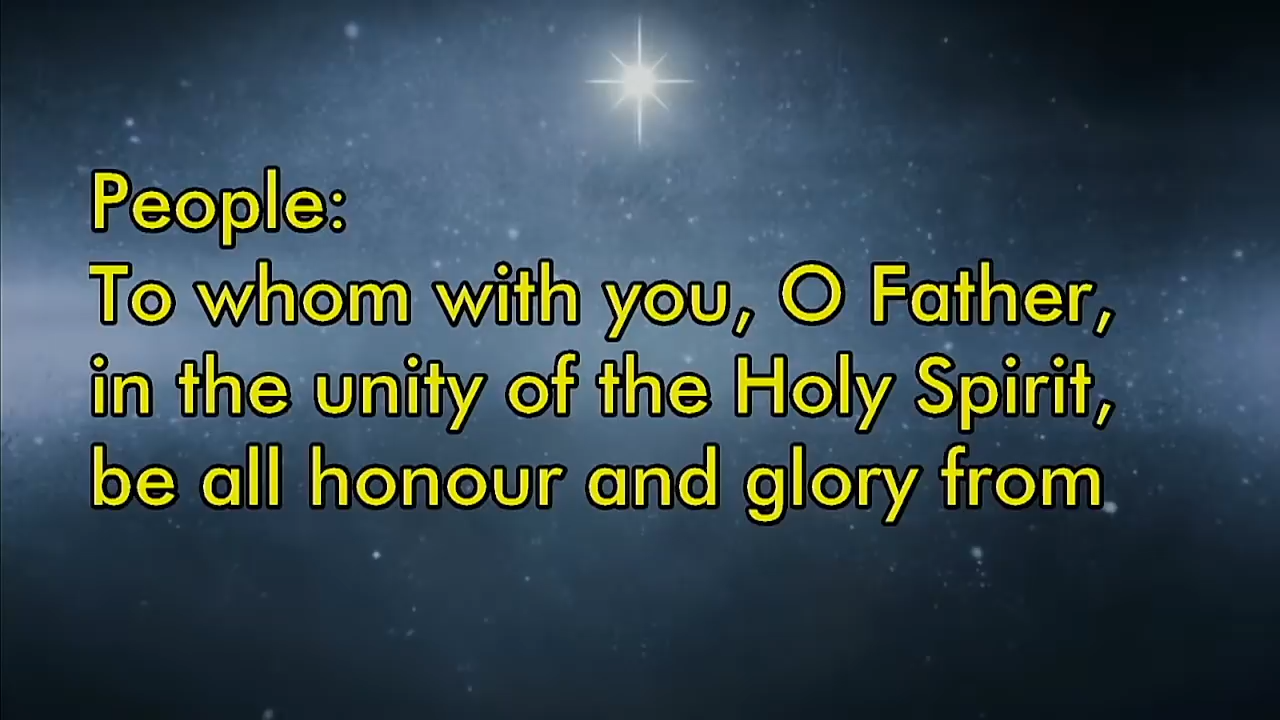 People:
To whom with you, O Father,
in the unity of the Holy Spirit,
be all honour and glory from